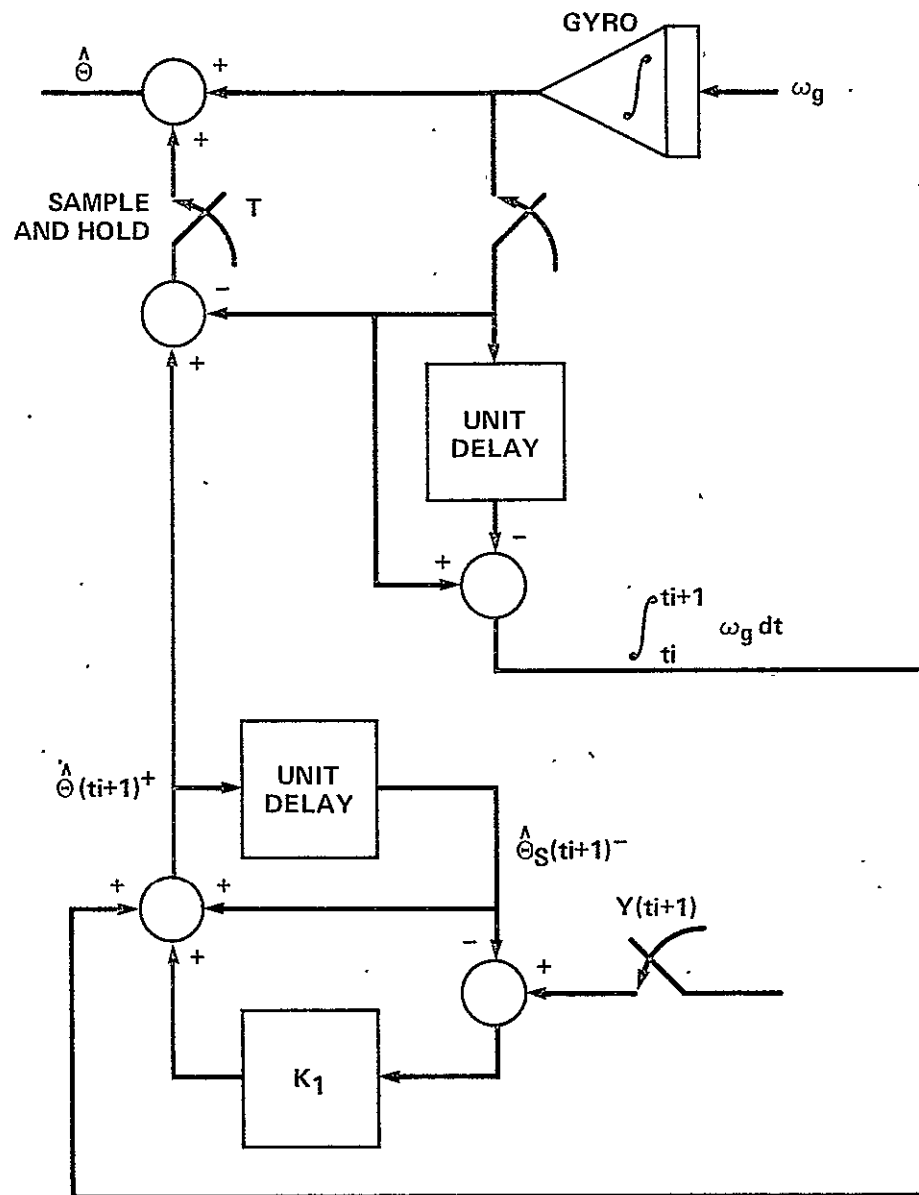 GYRO
Θ̂
+
∫
ω_g
+
SAMPLE
AND HOLD
T
−
+
UNIT
DELAY
−
+
∫_{ti}^{ti+1} ω_g dt
Θ̂(ti+1)⁺
UNIT
DELAY
Θ̂_S(ti+1)⁻
+
+
Y(ti+1)
−
+
+
K₁